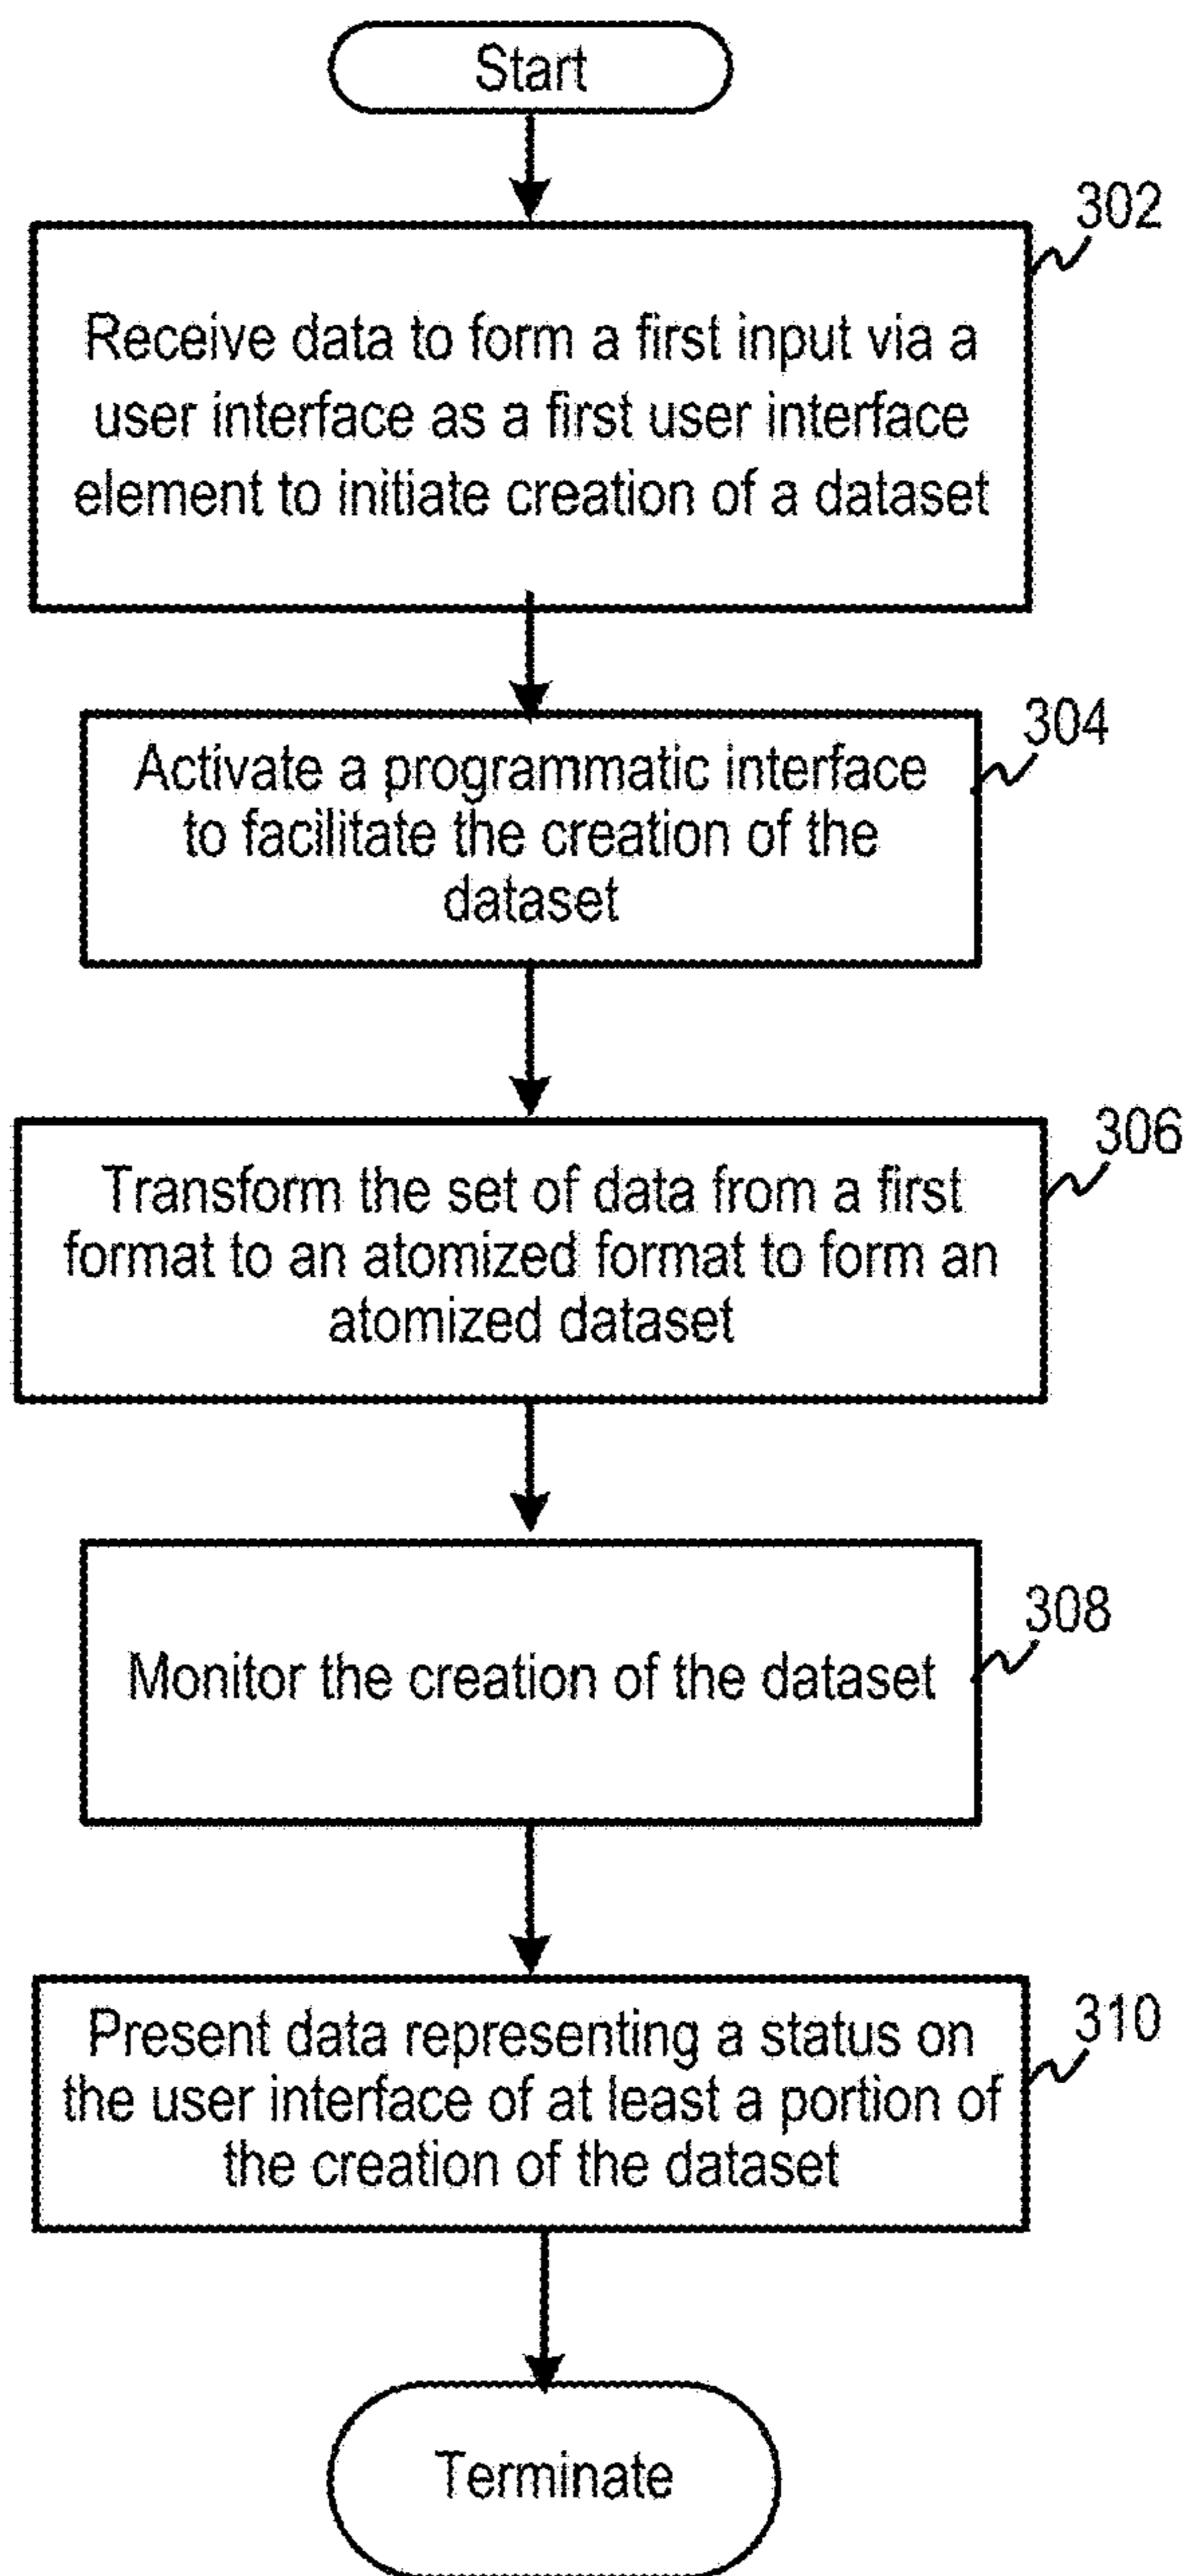 Start
302
Receive data to form a first input via a
user interface as a first user interface
element to initiate creation of a dataset
304
Activate a programmatic interface
to facilitate the creation of the
dataset
306
Transform the set of data from a first
format to an atomized format to form an
atomized dataset
308
Monitor the creation of the dataset
310
Present data representing a status on
the user interface of at least a portion of
the creation of the dataset
Terminate